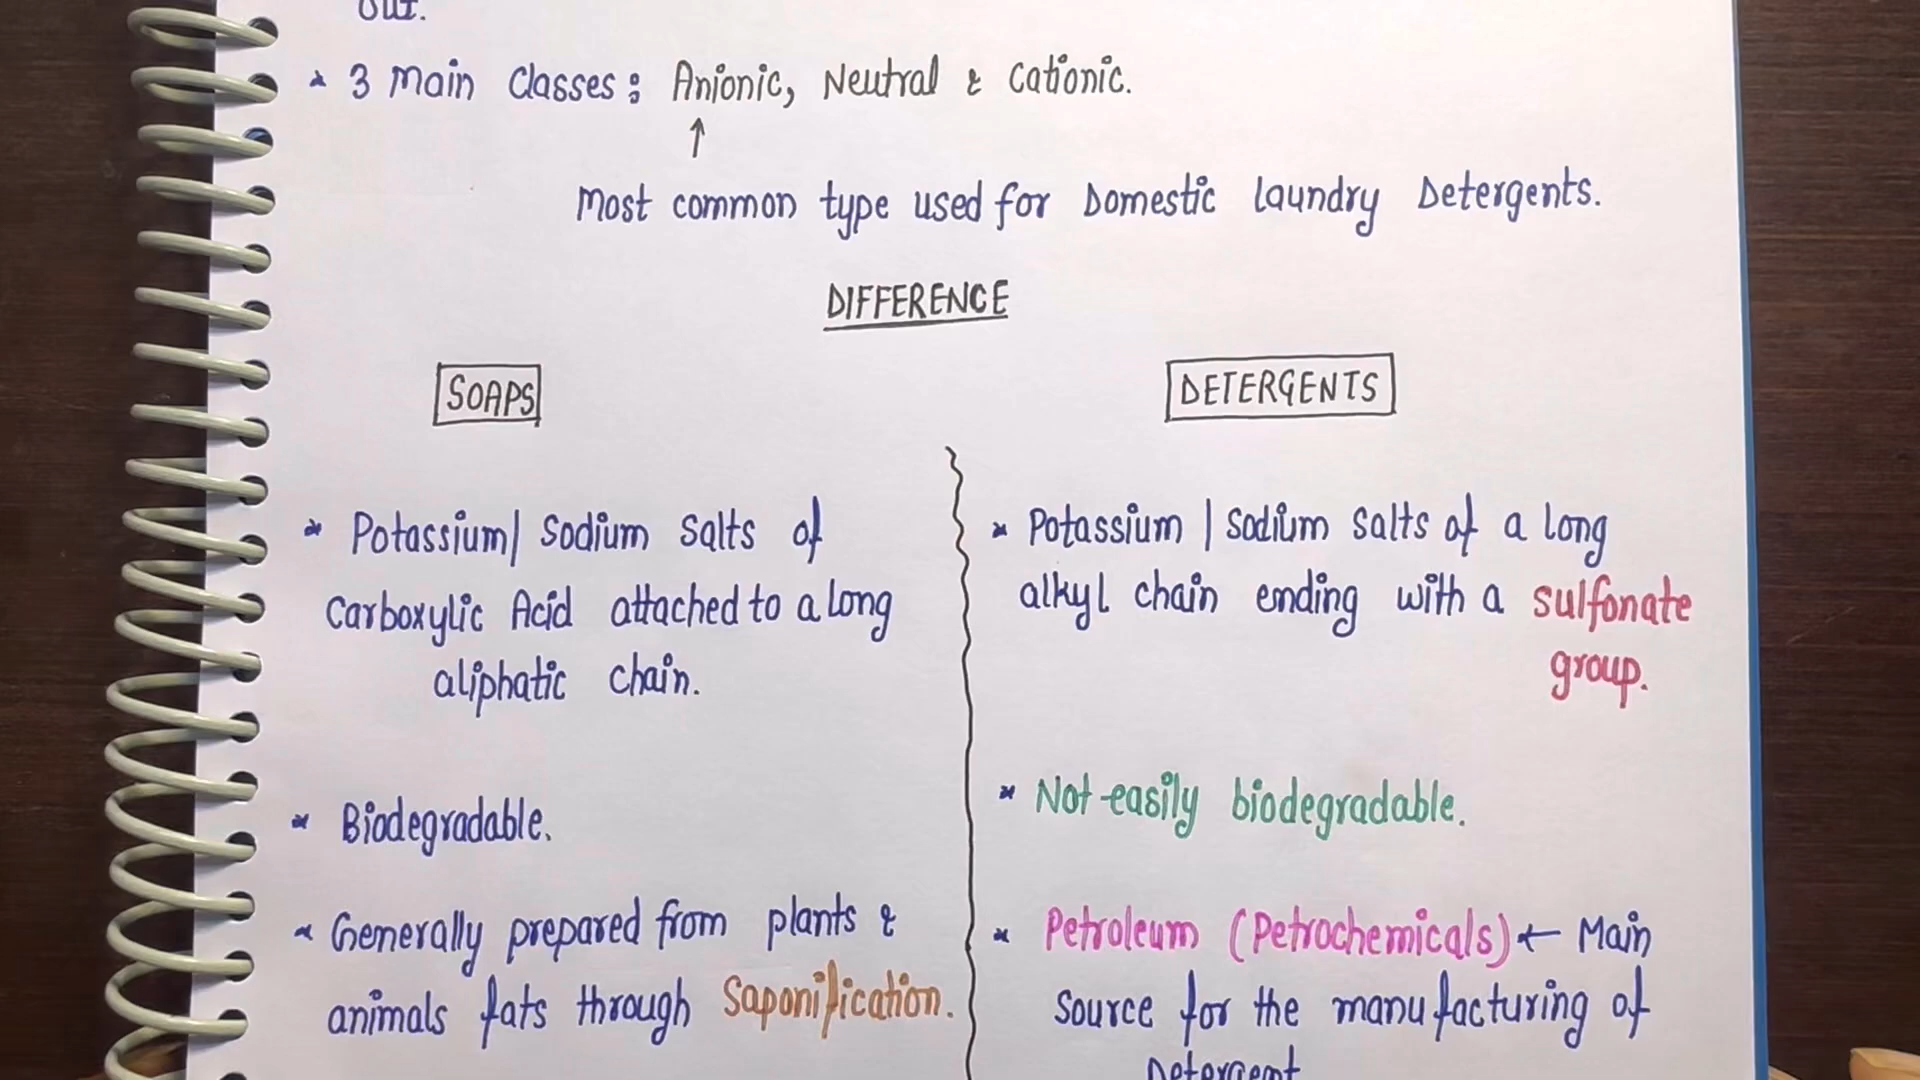 out.
* 3 Main Classes: Anionic, Neutral & Cationic.
↑
Most common type used for Domestic laundry Detergents.
DIFFERENCE
SOAPS
* Potassium/ Sodium salts of
Carboxylic Acid attached to a long
aliphatic chain.
* Biodegradable.
* Generally prepared from plants &
animals fats through Saponification.
DETERGENTS
* Potassium / Sodium salts of a long
alkyl chain ending with a sulfonate
group.
* Not easily biodegradable.
* Petroleum (Petrochemicals) ← Main
source for the manufacturing of
Detergent